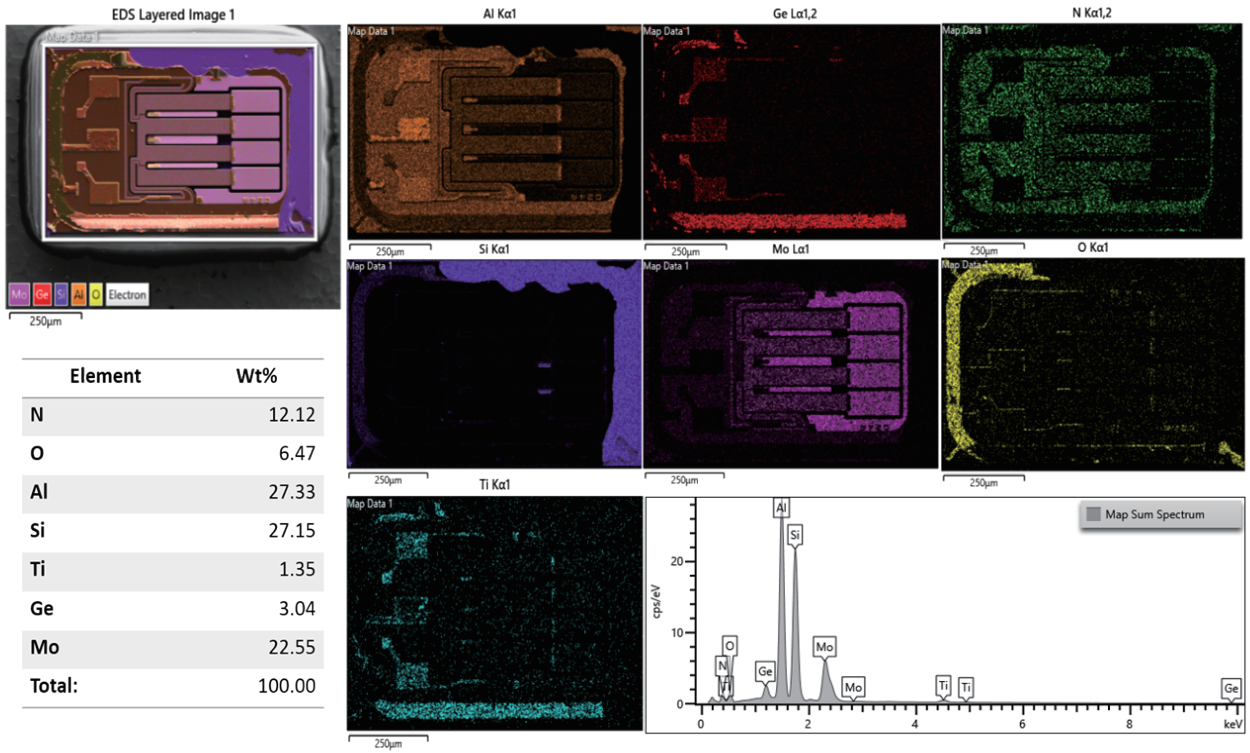 EDS Layered Image 1
Map Data 1
Mo Ge Si Al O Electron
250μm
Al Kα1
Map Data 1
250μm
Ge Lα1,2
Map Data 1
250μm
N Kα1,2
Map Data 1
250μm
Si Kα1
Map Data 1
250μm
Mo Lα1
Map Data 1
250μm
O Kα1
Map Data 1
250μm
Element Wt%
N 12.12
O 6.47
Al 27.33
Si 27.15
Ti 1.35
Ge 3.04
Mo 22.55
Total: 100.00
Ti Kα1
Map Data 1
250μm
Map Sum Spectrum
cps/eV
20
10
0
Al
Si
O
N
Ti
Ge
Mo
Mo
Ti
Ti
Ge
0 2 4 6 8 keV